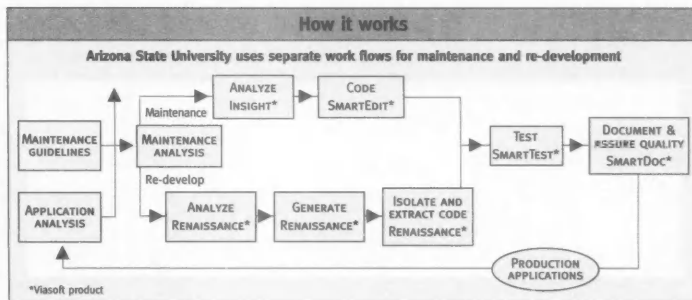 How it works
Arizona State University uses separate work flows for maintenance and re-development
MAINTENANCE
GUIDELINES
APPLICATION
ANALYSIS
MAINTENANCE
ANALYSIS
Maintenance
Re-develop
ANALYZE
INSIGHT*
CODE
SMARTEDIT*
ANALYZE
RENAISSANCE*
GENERATE
RENAISSANCE*
ISOLATE AND
EXTRACT CODE
RENAISSANCE*
TEST
SMARTTEST*
DOCUMENT &
ASSURE QUALITY
SMARTDOC*
PRODUCTION
APPLICATIONS
*Viasoft product